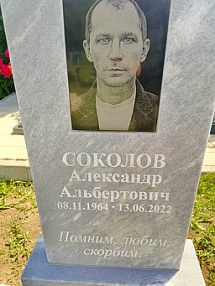 СОКОЛОВ
Александр
Альбертович
08.11.1964 • 13.06.2022
Помним, любим,
скорбим.